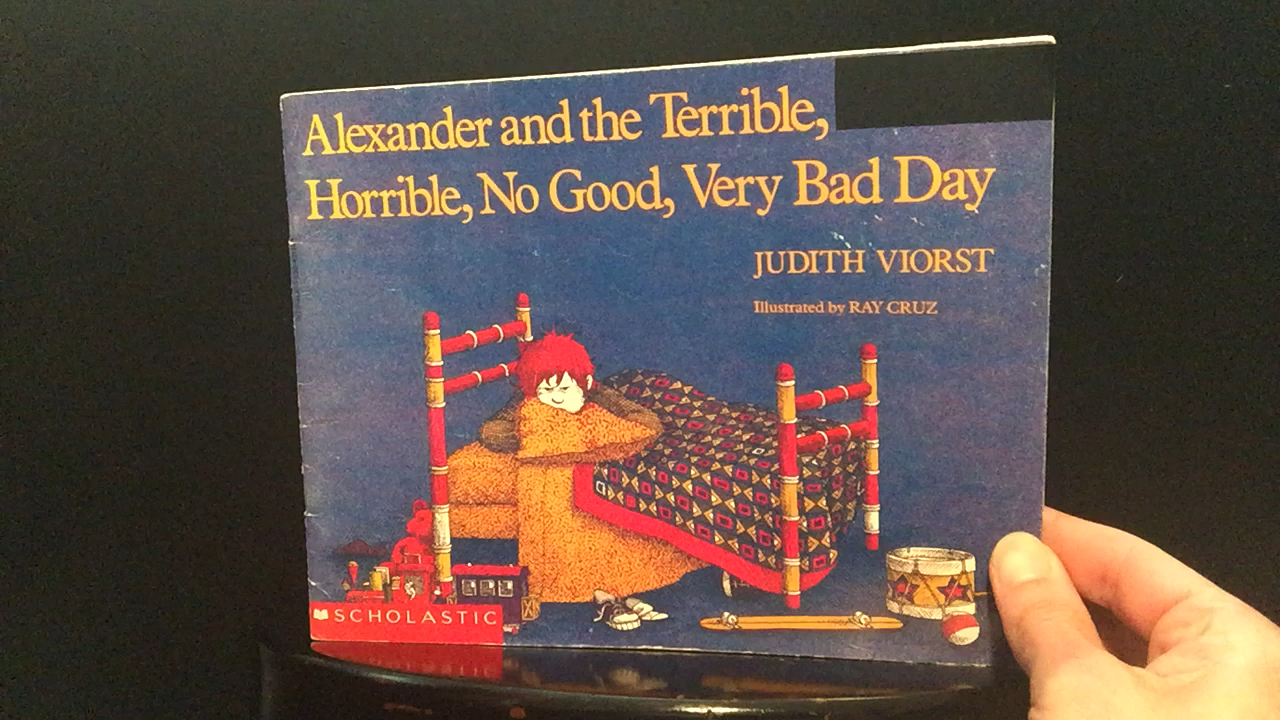 Alexander and the Terrible,
Horrible, No Good, Very Bad Day
JUDITH VIORST
Illustrated by RAY CRUZ
SCHOLASTIC